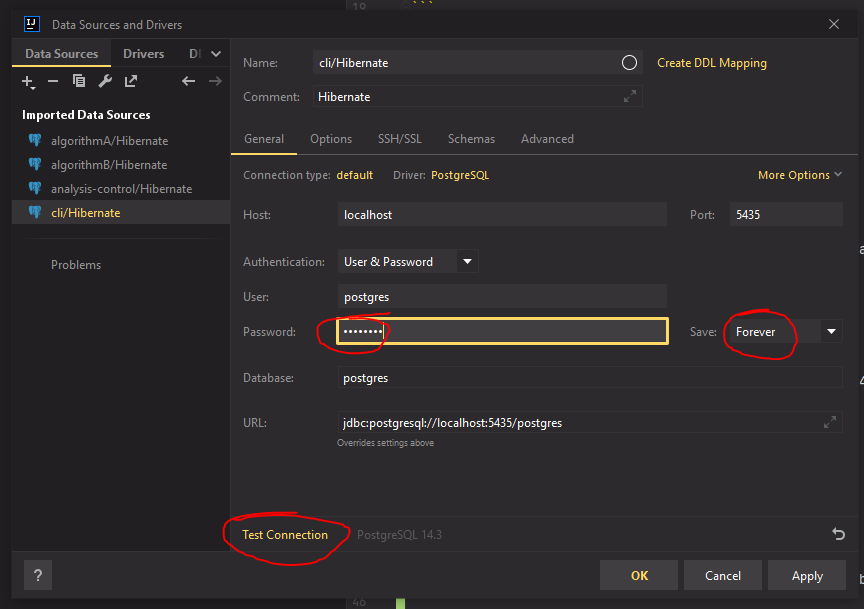 19 ```
IJ Data Sources and Drivers
Data Sources Drivers
Imported Data Sources
algorithmA/Hibernate
algorithmB/Hibernate
analysis-control/Hibernate
cli/Hibernate
Problems
Name: cli/Hibernate Create DDL Mapping
Comment: Hibernate
General Options SSH/SSL Schemas Advanced
Connection type: default Driver: PostgreSQL More Options
Host: localhost Port: 5435
Authentication: User & Password
User: postgres
Password: •••••••• Save: Forever
Database: postgres
URL: jdbc:postgresql://localhost:5435/postgres
Overrides settings above
Test Connection PostgreSQL 14.3
? OK Cancel Apply
46